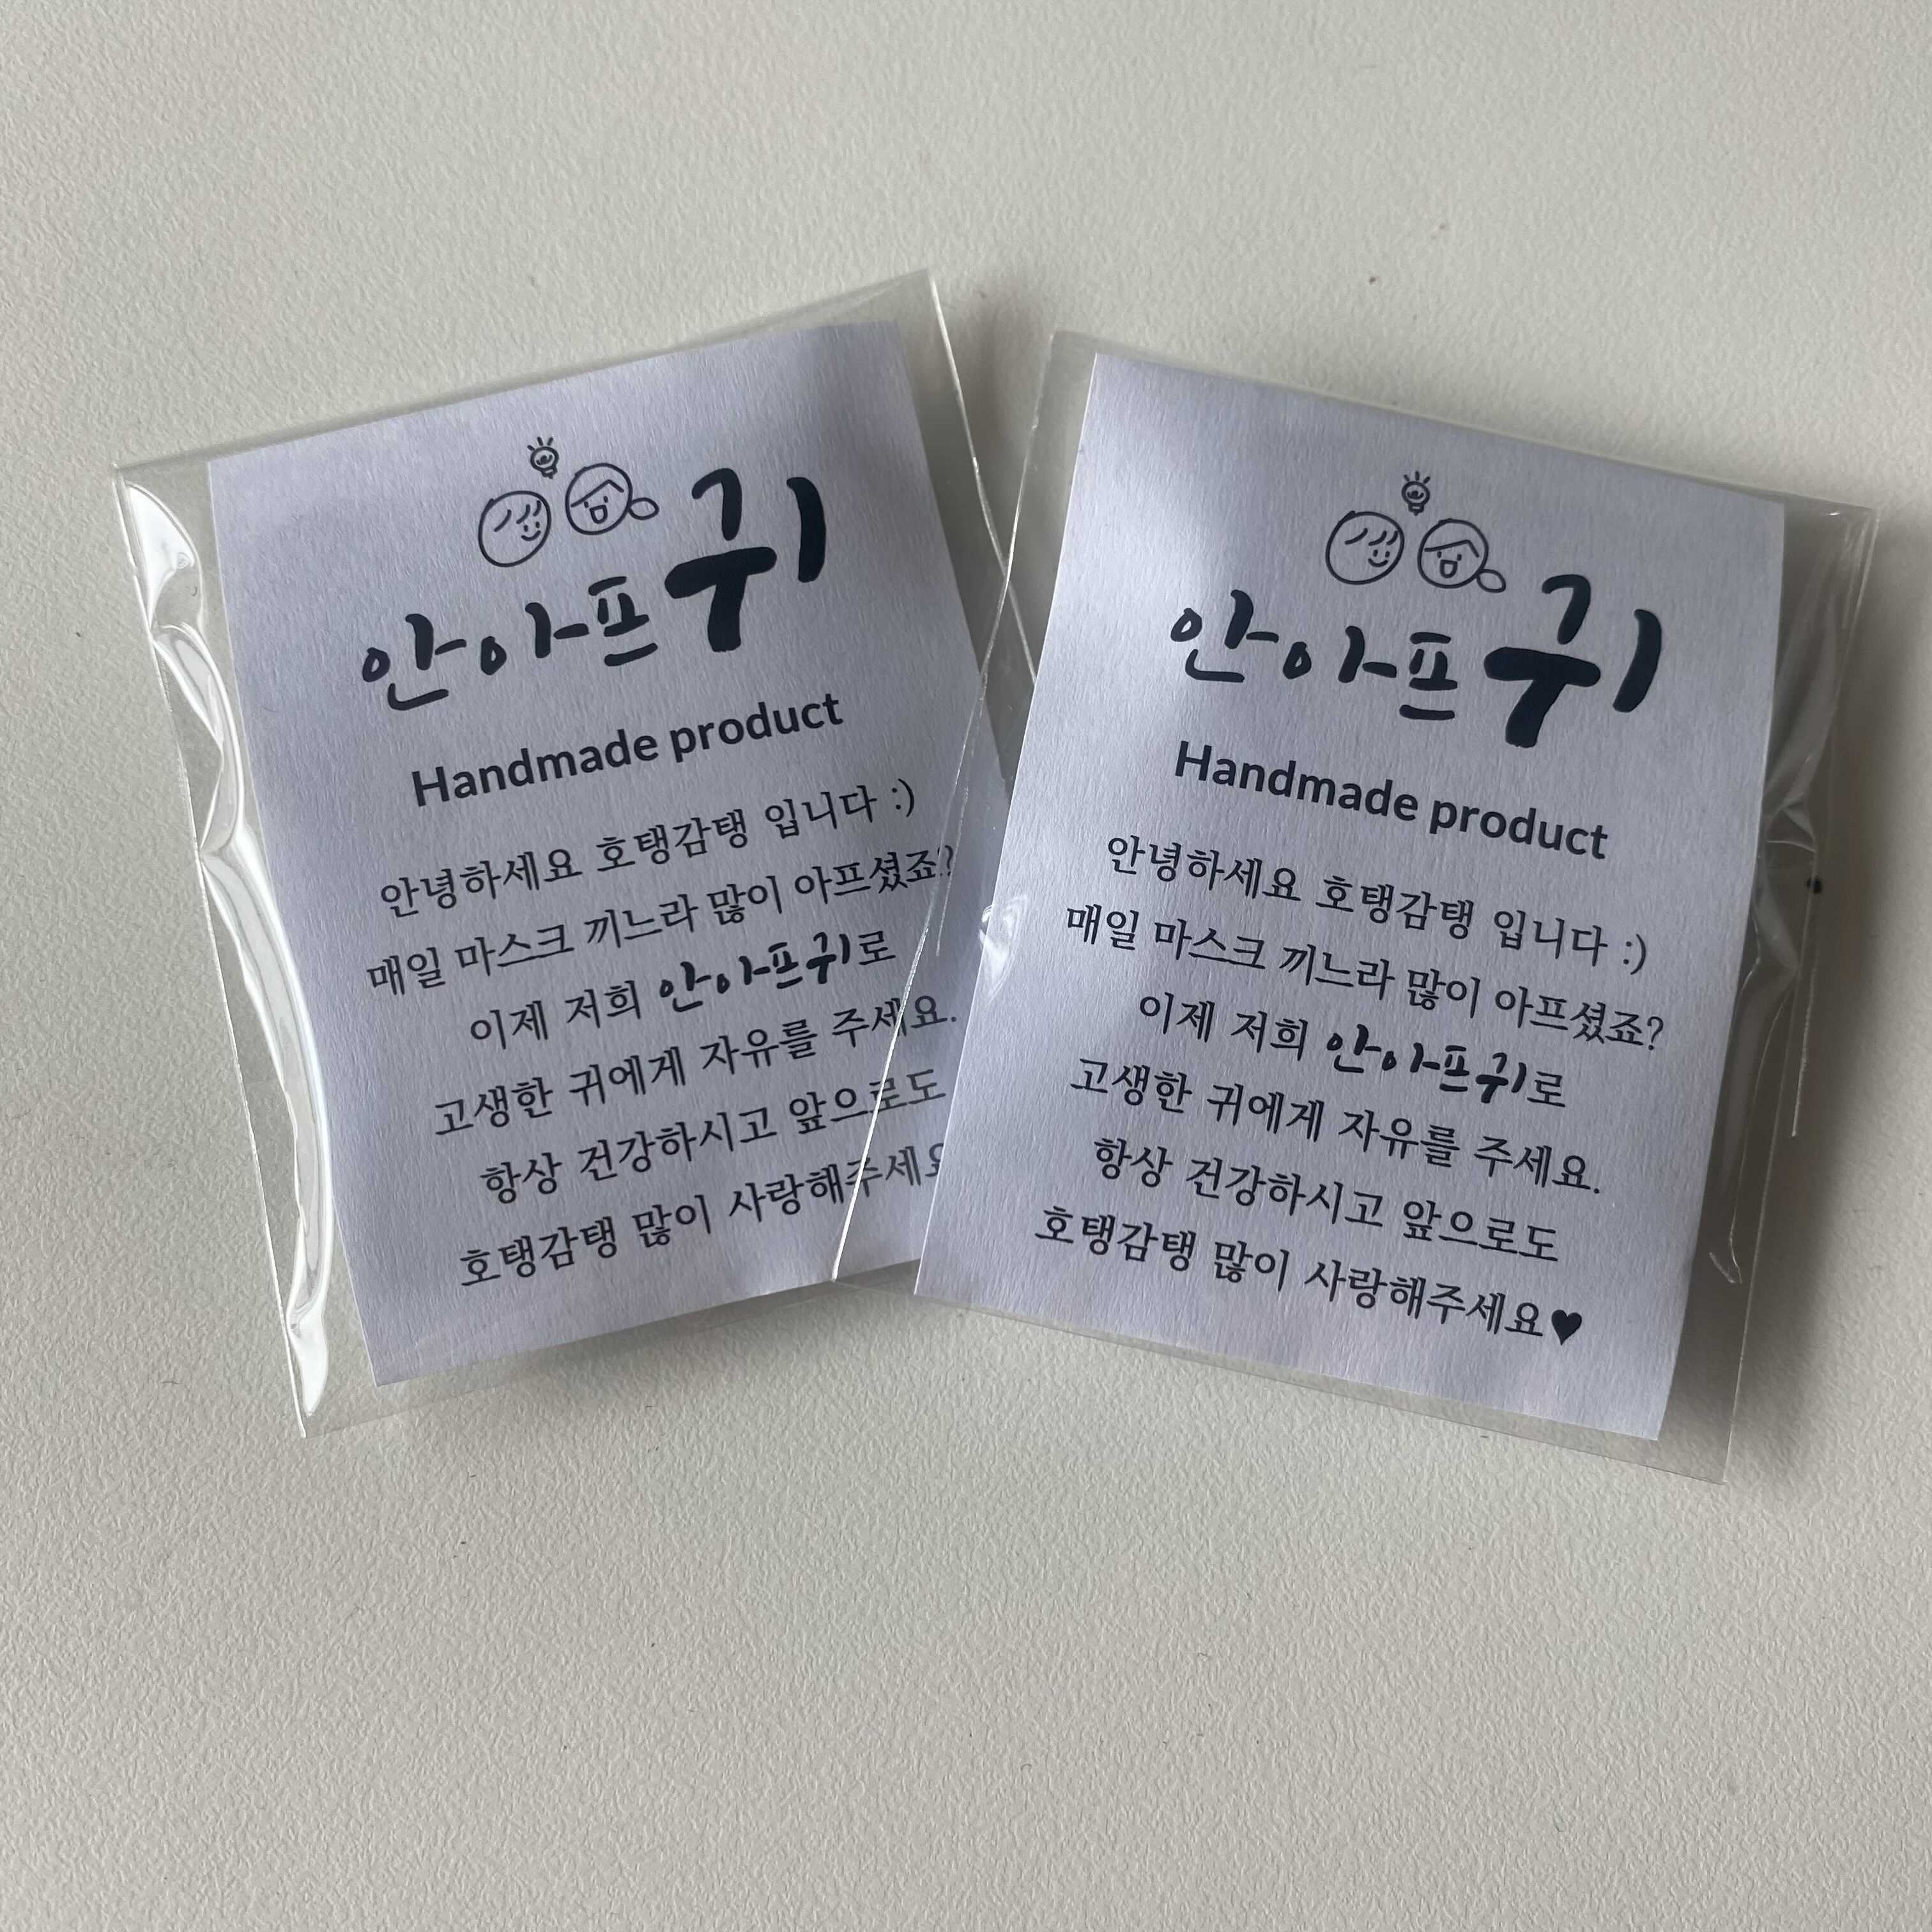 안아프귀
Handmade product
안녕하세요 호탱감탱 입니다 :)
매일 마스크 끼느라 많이 아프셨죠?
이제 저희 안아프귀로
고생한 귀에게 자유를 주세요.
항상 건강하시고 앞으로도
호탱감탱 많이 사랑해주세요
안아프귀
Handmade product
안녕하세요 호탱감탱 입니다 :)
매일 마스크 끼느라 많이 아프셨죠?
이제 저희 안아프귀로
고생한 귀에게 자유를 주세요.
항상 건강하시고 앞으로도
호탱감탱 많이 사랑해주세요♥